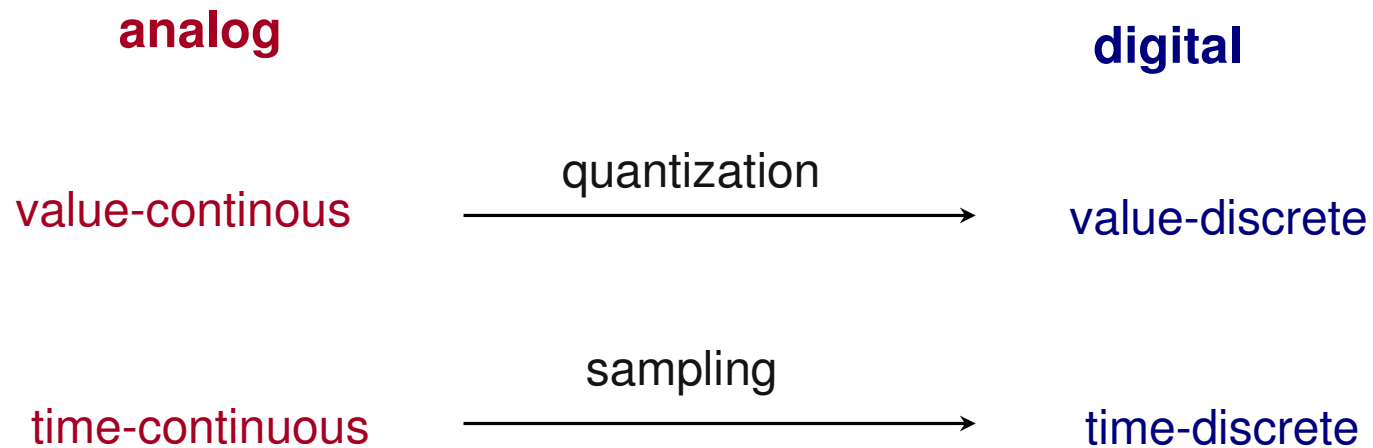 analog
digital
quantization
value-continous
value-discrete
sampling
time-continuous
time-discrete